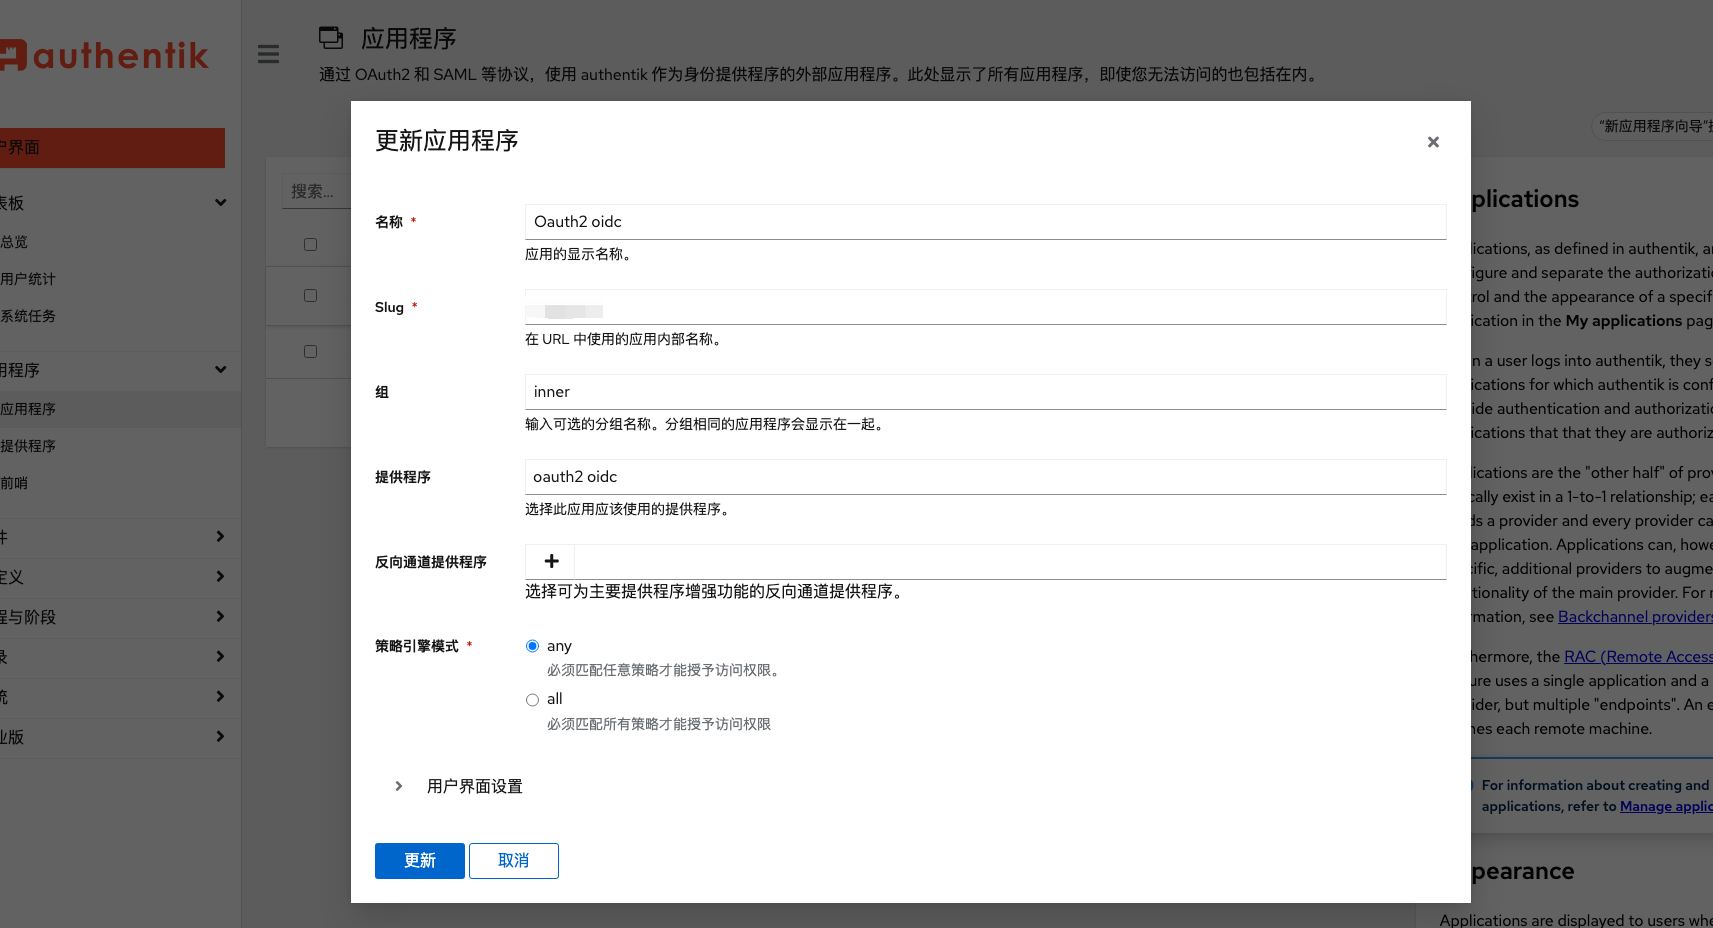 authentik
应用程序
通过 OAuth2 和 SAML 等协议，使用 authentik 作为身份提供程序的外部应用程序。此处显示了所有应用程序，即使您无法访问的也包括在内。
“新应用程序向导”
户界面
表板
总览
用户统计
系统任务
用程序
应用程序
提供程序
前哨
件
定义
程与阶段
录
统
业版
搜索...
更新应用程序
名称 *
Oauth2 oidc
应用的显示名称。
Slug *
在 URL 中使用的应用内部名称。
组
inner
输入可选的分组名称。分组相同的应用程序会显示在一起。
提供程序
oauth2 oidc
选择此应用应该使用的提供程序。
反向通道提供程序
选择可为主要提供程序增强功能的反向通道提供程序。
策略引擎模式 *
any
必须匹配任意策略才能授予访问权限。
all
必须匹配所有策略才能授予访问权限
用户界面设置
更新
取消
plications
ications, as defined in authentik, a
igure and separate the authorizati
rol and the appearance of a specif
ication in the My applications pag
n a user logs into authentik, they s
ications for which authentik is conf
ide authentication and authorizatio
ications that that they are authoriz
ications are the "other half" of prov
cally exist in a 1-to-1 relationship; ea
ds a provider and every provider ca
application. Applications can, howe
ific, additional providers to augme
tionality of the main provider. For r
mation, see Backchannel providers
hermore, the RAC (Remote Access
ure uses a single application and a
ider, but multiple "endpoints". An e
nes each remote machine.
For information about creating and
applications, refer to Manage applic
pearance
Applications are displayed to users whe